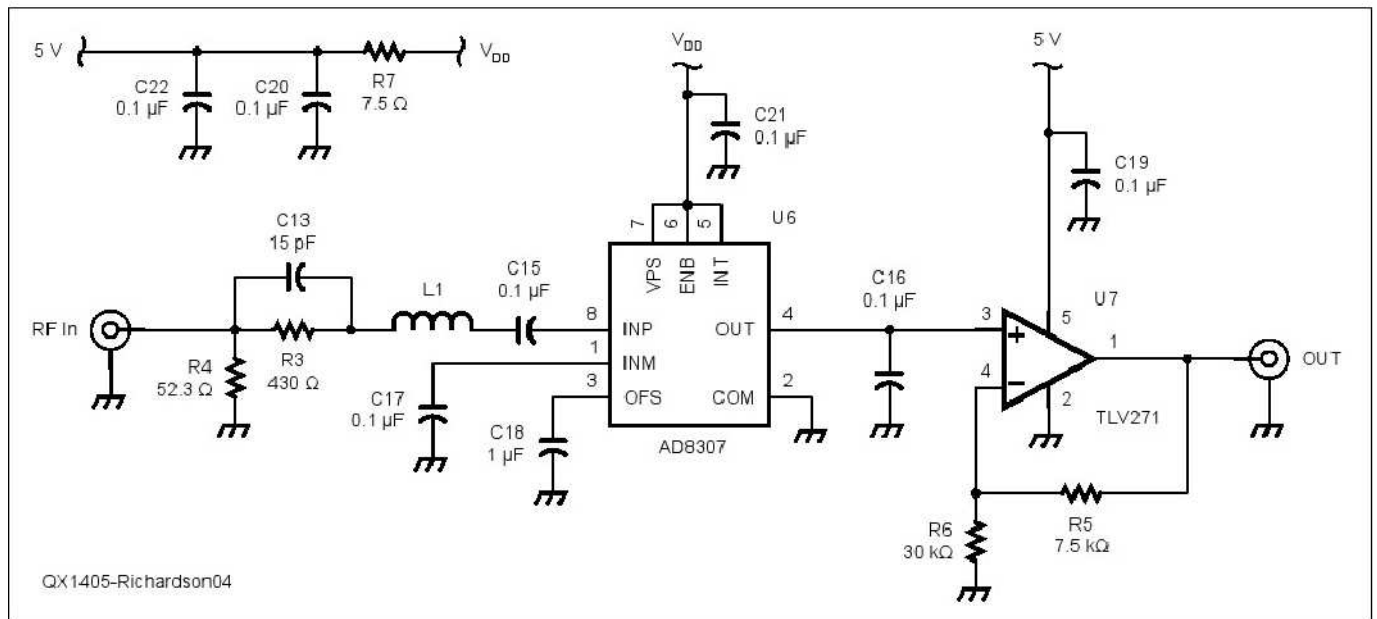 5 V
C22
0.1 µF
C20
0.1 µF
R7
7.5 Ω
VDD
VDD
C21
0.1 µF
5 V
C19
0.1 µF
C13
15 pF
RF In
R4
52.3 Ω
R3
430 Ω
L1
C15
0.1 µF
7
6
5
U6
VPS
ENB
INT
8
INP
1
INM
3
OFS
OUT
4
COM
2
AD8307
C17
0.1 µF
C18
1 µF
C16
0.1 µF
U7
3
+
4
−
5
1
2
TLV271
OUT
R6
30 kΩ
R5
7.5 kΩ
QX1405-Richardson04